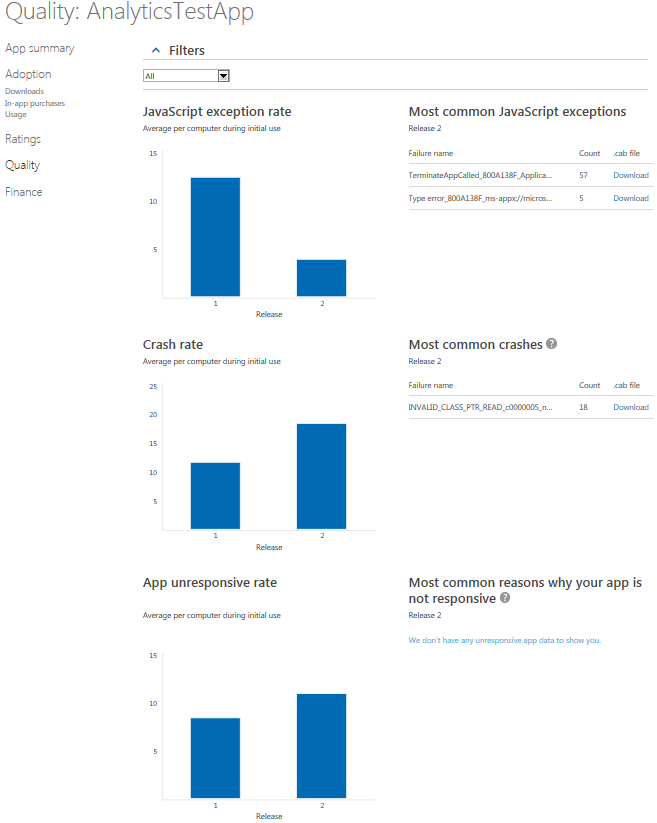 Quality: AnalyticsTestApp
App summary
Adoption
Downloads
In-app purchases
Usage
Ratings
Quality
Finance
Filters
All
JavaScript exception rate
Average per computer during initial use
15
10
5
1 2
Release
Most common JavaScript exceptions
Release 2
Failure name Count .cab file
TerminateAppCalled_800A138F_Applica... 57 Download
Type error_800A138F_ms-appx://micros... 5 Download
Crash rate
Average per computer during initial use
25
20
15
10
5
1 2
Release
Most common crashes ?
Release 2
Failure name Count .cab file
INVALID_CLASS_PTR_READ_c0000005_n... 18 Download
App unresponsive rate
Average per computer during initial use
15
10
5
1 2
Release
Most common reasons why your app is
not responsive ?
Release 2
We don't have any unresponsive app data to show you.